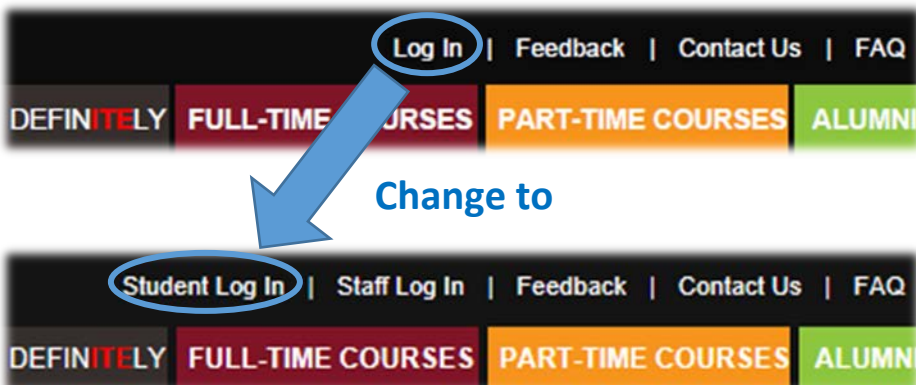 Log In | Feedback | Contact Us | FAQ
DEFINITELY FULL-TIME COURSES PART-TIME COURSES ALUMNI
Change to
Student Log In | Staff Log In | Feedback | Contact Us | FAQ
DEFINITELY FULL-TIME COURSES PART-TIME COURSES ALUMNI